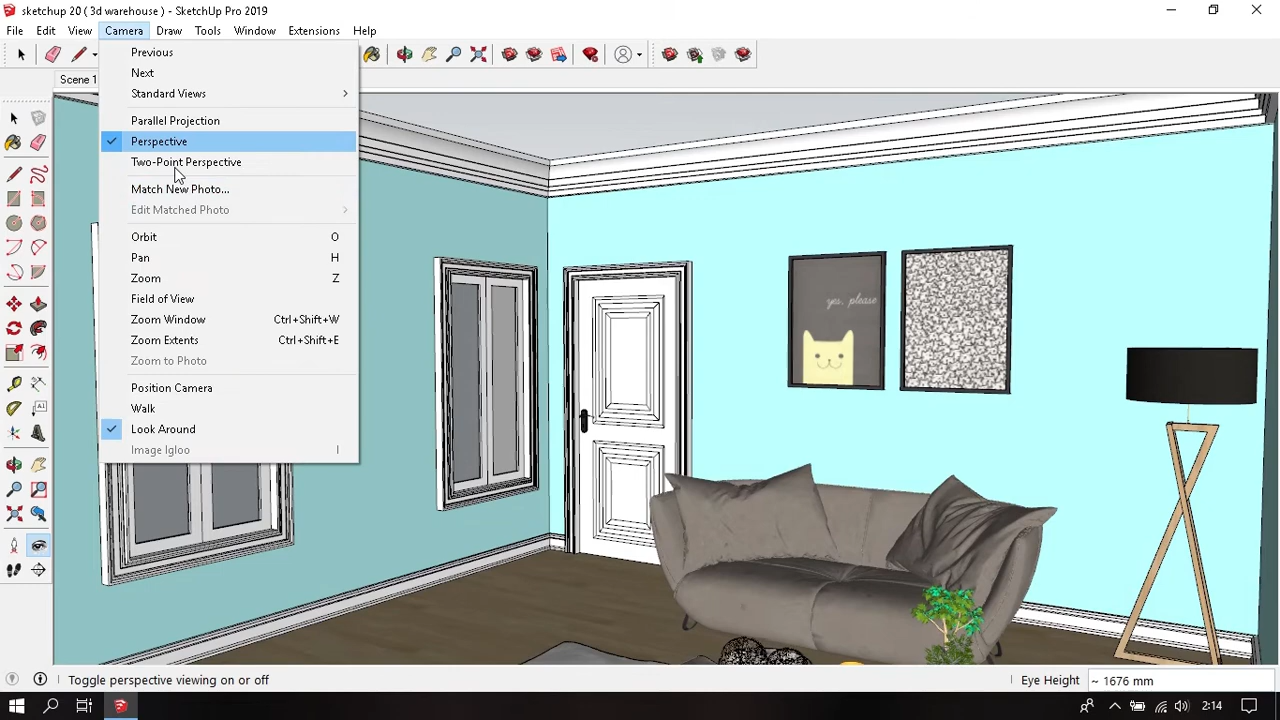 sketchup 20 ( 3d warehouse ) - SketchUp Pro 2019
File Edit View Camera Draw Tools Window Extensions Help
Scene 1
Previous
Next
Standard Views
Parallel Projection
Perspective
Two-Point Perspective
Match New Photo...
Edit Matched Photo
Orbit O
Pan H
Zoom Z
Field of View
Zoom Window Ctrl+Shift+W
Zoom Extents Ctrl+Shift+E
Zoom to Photo
Position Camera
Walk
Look Around
Image Igloo I
yes, please
Toggle perspective viewing on or off
Eye Height ~ 1676 mm
2:14